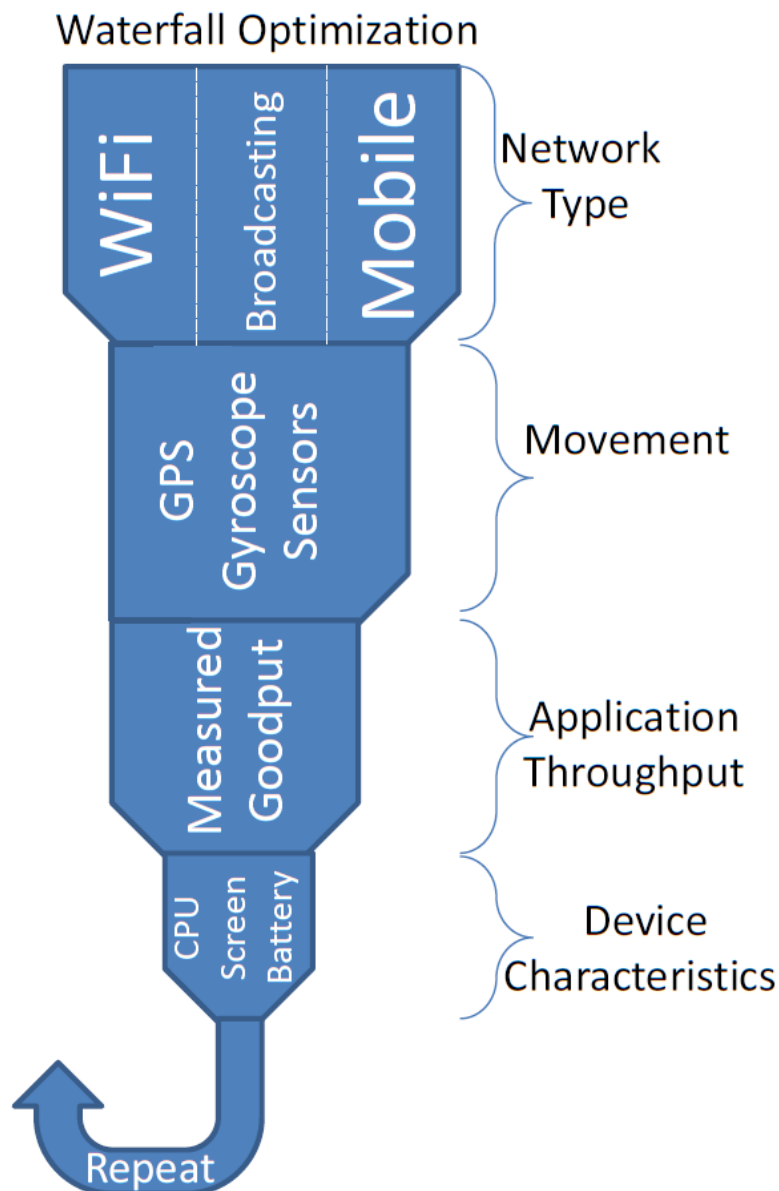 Waterfall Optimization
WiFi
Broadcasting
Mobile
Network
Type
GPS
Gyroscope
Sensors
Movement
Measured
Goodput
Application
Throughput
CPU
Screen
Battery
Device
Characteristics
Repeat